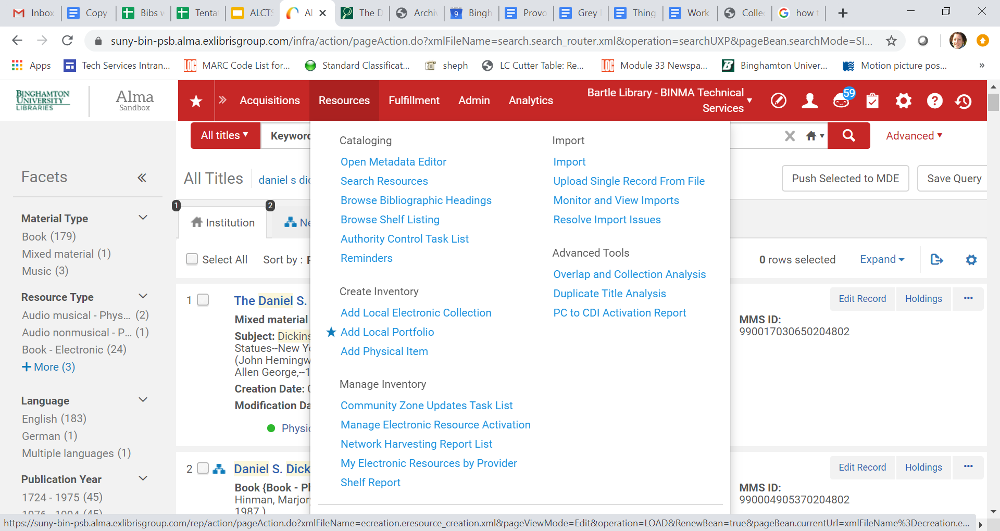 Inbox
Copy
Bibs v
Tenta
ALCTS
Al
The D
Archiv
Bingh
Provo
Grey
Thing
Work
Collec
how t
suny-bin-psb.alma.exlibrisgroup.com/infra/action/pageAction.do?xmlFileName=search.search_router.xml&operation=searchUXP&pageBean.searchMode=SI...
Apps
Tech Services Intran...
MARC Code List for...
Standard Classificat...
sheph
LC Cutter Table: Re...
Module 33 Newspa...
Binghamton Univer...
Motion picture pos...
»
BINGHAMTON
UNIVERSITY
LIBRARIES
Alma
Sandbox
Acquisitions
Resources
Fulfillment
Admin
Analytics
Bartle Library - BINMA Technical
Services
59
All titles
Keyword
Advanced
Facets
All Titles
daniel s dic
Push Selected to MDE
Save Query
1
Institution
2
Ne
Select All
Sort by :
0 rows selected
Expand
Material Type
Book (179)
Mixed material (1)
Music (3)
Resource Type
Audio musical - Phys... (2)
Audio nonmusical - P... (1)
Book - Electronic (24)
More (3)
Language
English (183)
German (1)
Multiple languages (1)
Publication Year
1724 - 1975 (45)
1976 - 1994 (45)
Cataloging
Open Metadata Editor
Search Resources
Browse Bibliographic Headings
Browse Shelf Listing
Authority Control Task List
Reminders
Create Inventory
Add Local Electronic Collection
Add Local Portfolio
Add Physical Item
Manage Inventory
Community Zone Updates Task List
Manage Electronic Resource Activation
Network Harvesting Report List
My Electronic Resources by Provider
Shelf Report
Import
Import
Upload Single Record From File
Monitor and View Imports
Resolve Import Issues
Advanced Tools
Overlap and Collection Analysis
Duplicate Title Analysis
PC to CDI Activation Report
1
The Daniel S.
Mixed material
Subject: Dickins
Statues--New Yo
(John Hemingw
Allen George,--1
Creation Date:
Modification Da
Physic
Edit Record
Holdings
MMS ID:
990017030650204802
2
Daniel S. Dick
Book {Book - Ph
Hinman, Marjory
1987 )
Edit Record
Holdings
MMS ID:
990004905370204802
https://suny-bin-psb.alma.exlibrisgroup.com/rep/action/pageAction.do?xmlFileName=ecreation.eresource_creation.xml&pageViewMode=Edit&operation=LOAD&RenewBean=true&pageBean.currentUrl=xmlFileName%3Decreation.e...